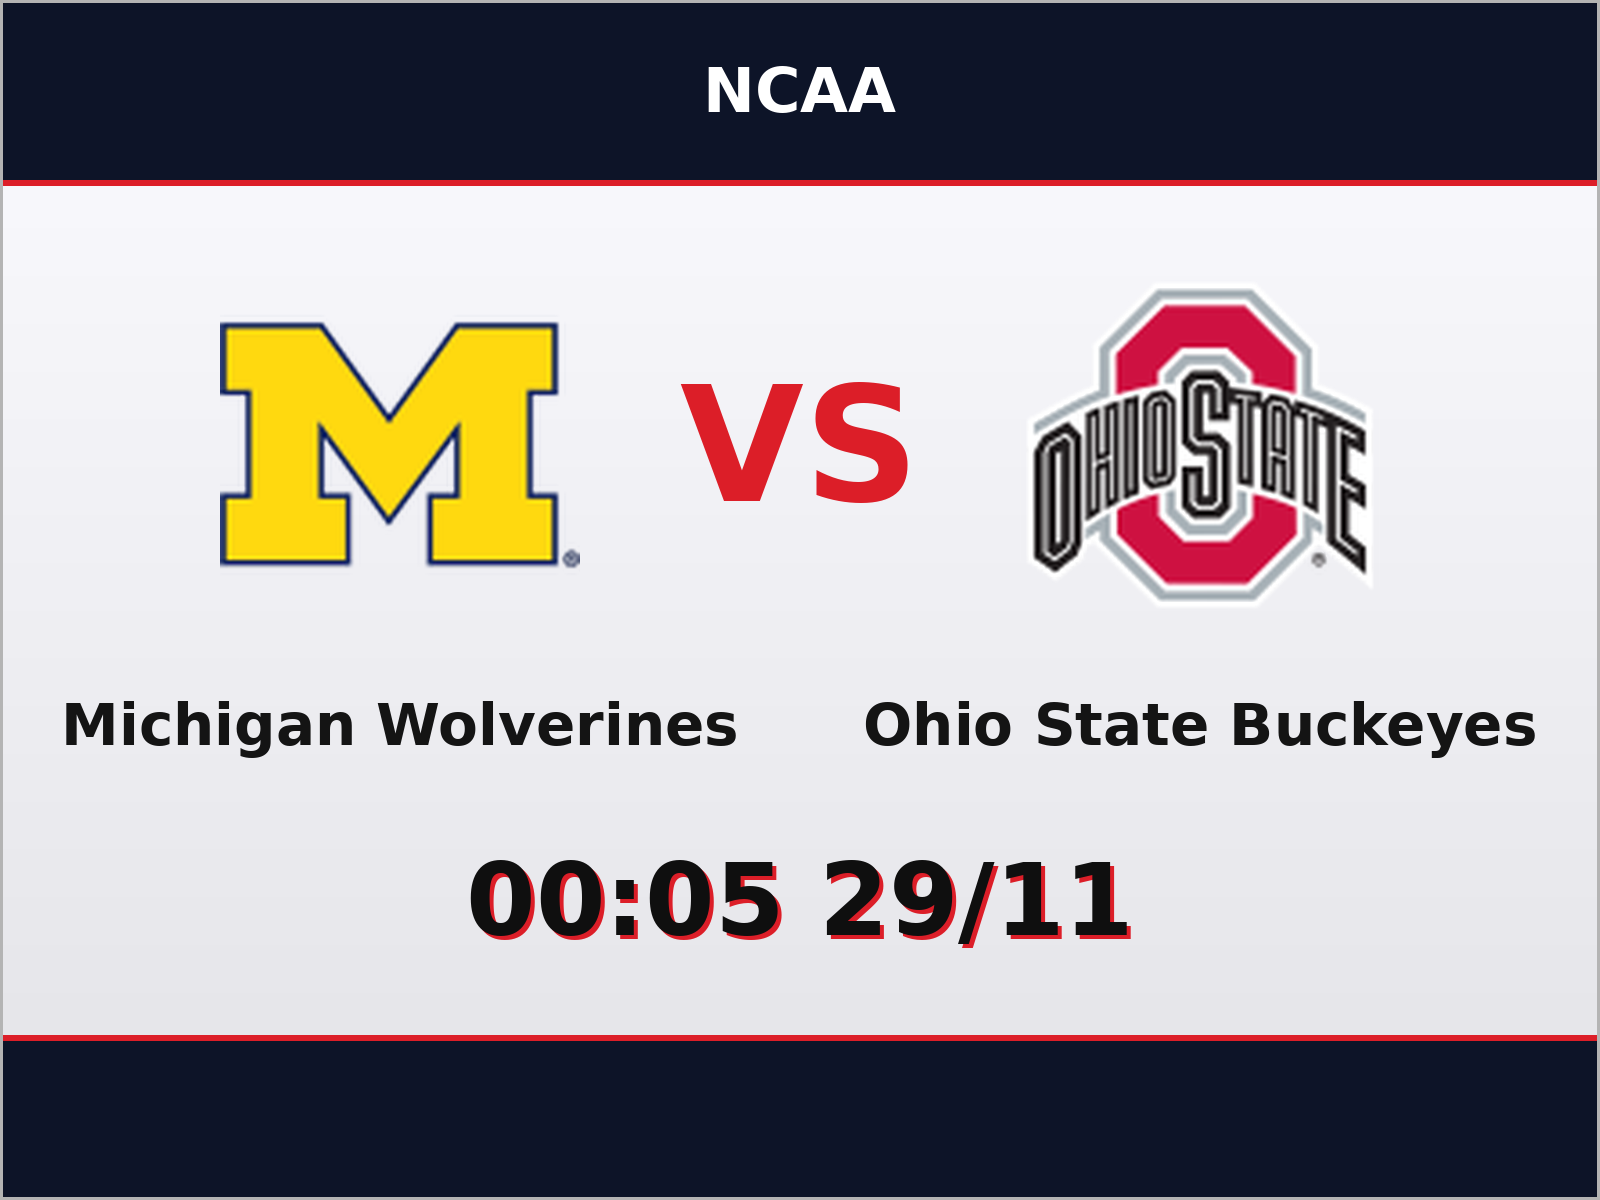 NCAA
M ®
VS
OHIO STATE ®
Michigan Wolverines
Ohio State Buckeyes
00:05 29/11